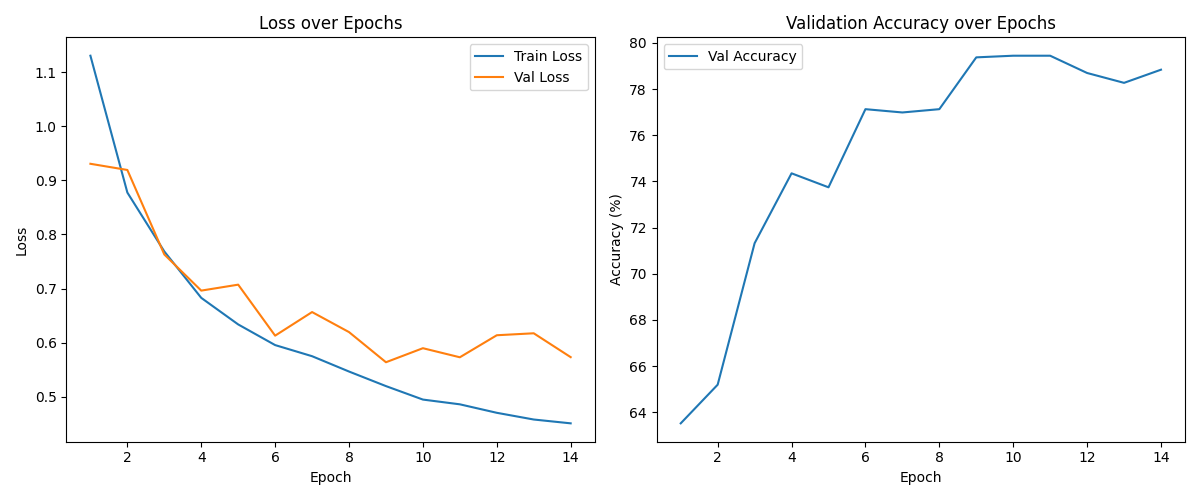 Loss over Epochs
Train Loss
Val Loss
1.1
1.0
0.9
0.8
0.7
0.6
0.5
Loss
2 4 6 8 10 12 14
Epoch
Validation Accuracy over Epochs
Val Accuracy
80
78
76
74
72
70
68
66
64
Accuracy (%)
2 4 6 8 10 12 14
Epoch